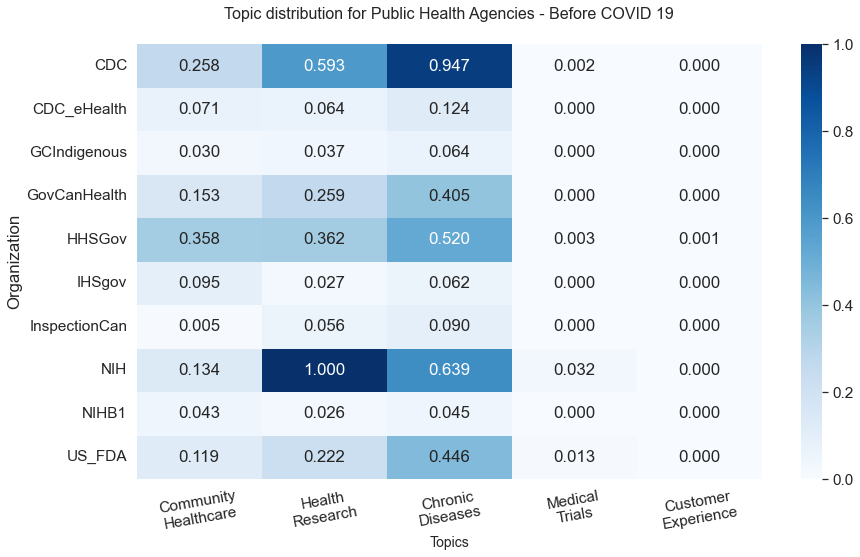 Topic distribution for Public Health Agencies - Before COVID 19
Organization
CDC 0.258 0.593 0.947 0.002 0.000
CDC_eHealth 0.071 0.064 0.124 0.000 0.000
GCIndigenous 0.030 0.037 0.064 0.000 0.000
GovCanHealth 0.153 0.259 0.405 0.000 0.000
HHSGov 0.358 0.362 0.520 0.003 0.001
IHSgov 0.095 0.027 0.062 0.000 0.000
InspectionCan 0.005 0.056 0.090 0.000 0.000
NIH 0.134 1.000 0.639 0.032 0.000
NIHB1 0.043 0.026 0.045 0.000 0.000
US_FDA 0.119 0.222 0.446 0.013 0.000
Community Healthcare
Health Research
Chronic Diseases
Medical Trials
Customer Experience
Topics
1.0
0.8
0.6
0.4
0.2
0.0